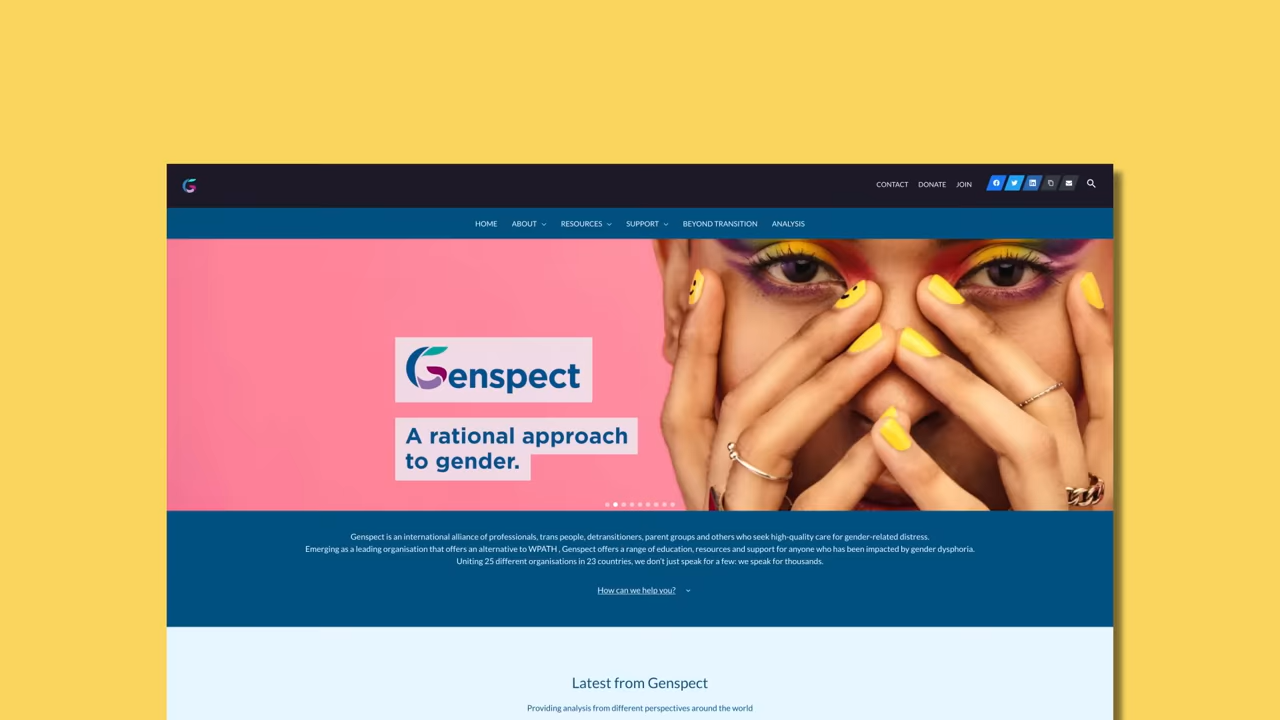 CONTACT DONATE JOIN
HOME ABOUT RESOURCES SUPPORT BEYOND TRANSITION ANALYSIS
Genspect
A rational approach
to gender.
Genspect is an international alliance of professionals, trans people, detransitioners, parent groups and others who seek high-quality care for gender-related distress.
Emerging as a leading organisation that offers an alternative to WPATH , Genspect offers a range of education, resources and support for anyone who has been impacted by gender dysphoria.
Uniting 25 different organisations in 23 countries, we don't just speak for a few: we speak for thousands.
How can we help you?
Latest from Genspect
Providing analysis from different perspectives around the world